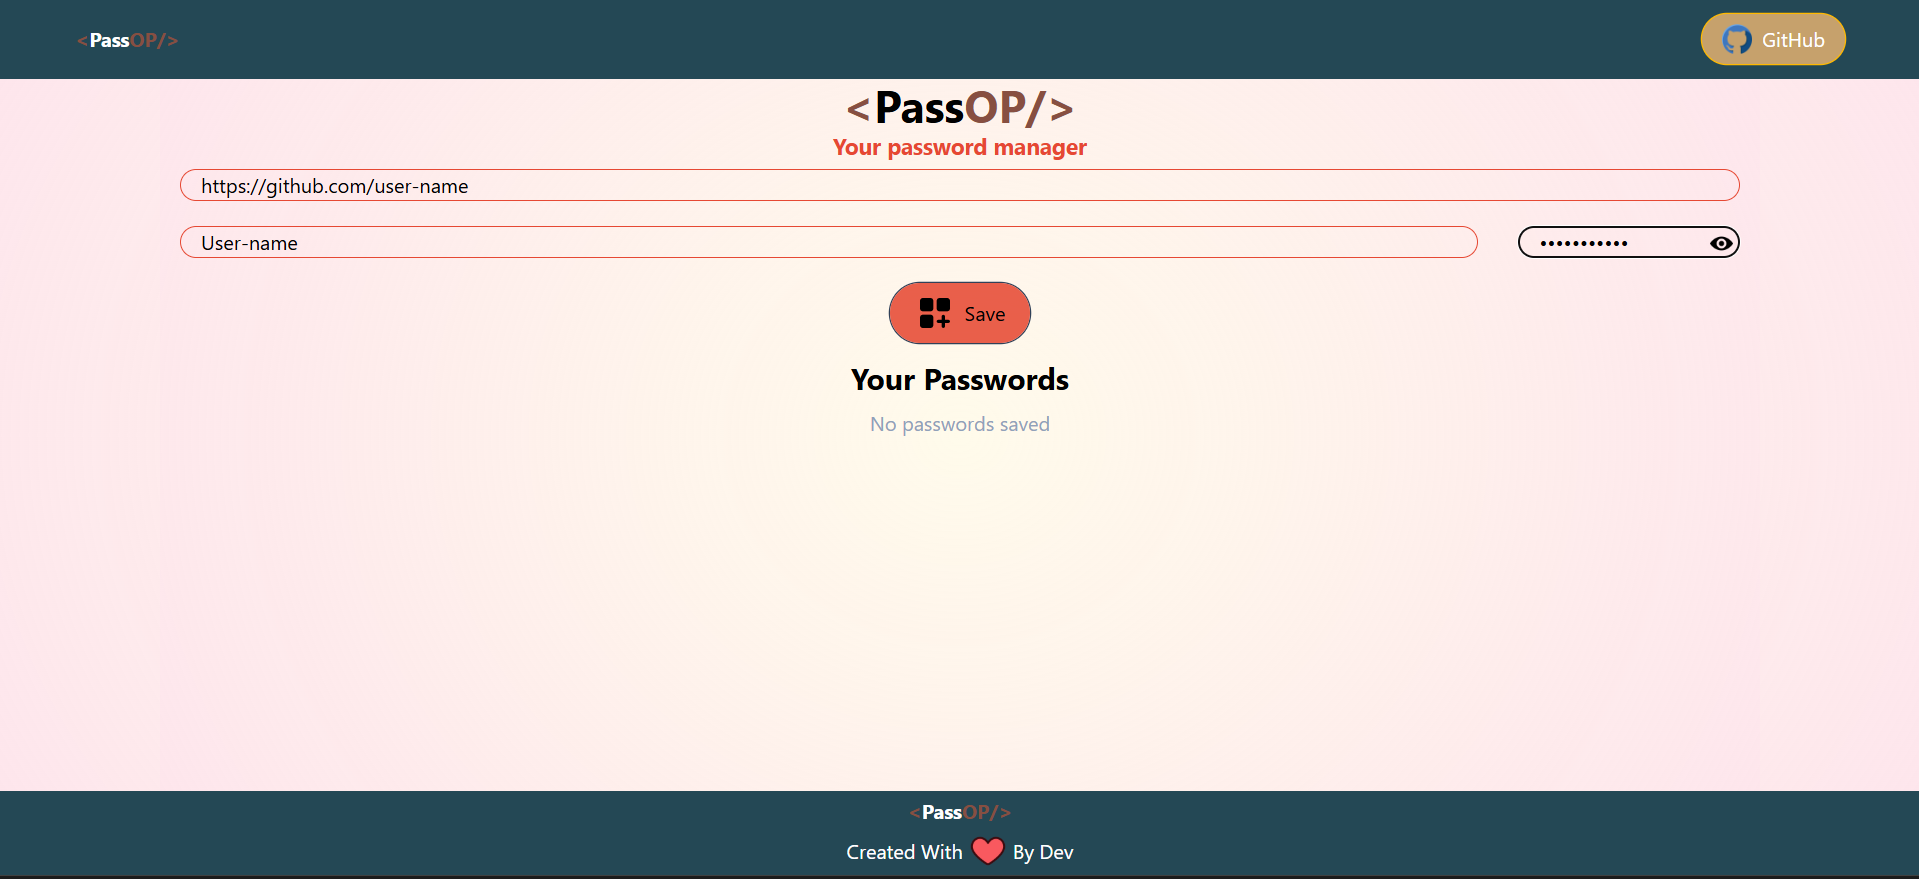 <PassOP/>
GitHub
<PassOP/>
Your password manager
https://github.com/user-name
User-name
•••••••••••
Save
Your Passwords
No passwords saved
<PassOP/>
Created With By Dev